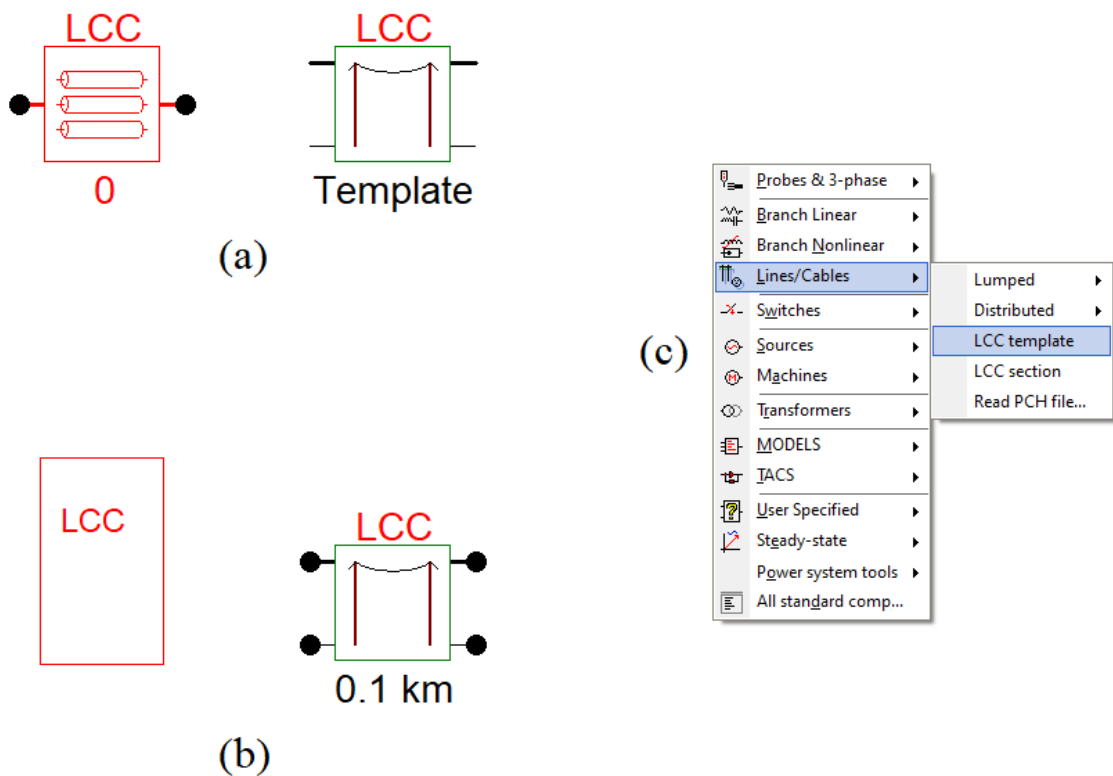 LCC
LCC
0
Template
(a)
LCC
LCC
0.1 km
(b)
(c)
Probes & 3-phase
Branch Linear
Branch Nonlinear
Lines/Cables
Switches
Sources
Machines
Transformers
MODELS
TACS
User Specified
Steady-state
Power system tools
All standard comp...
Lumped
Distributed
LCC template
LCC section
Read PCH file...